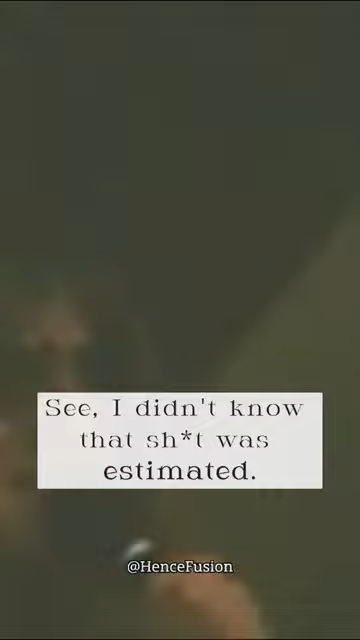 See, I didn't know
that sh*t was
estimated.
@HenceFusion